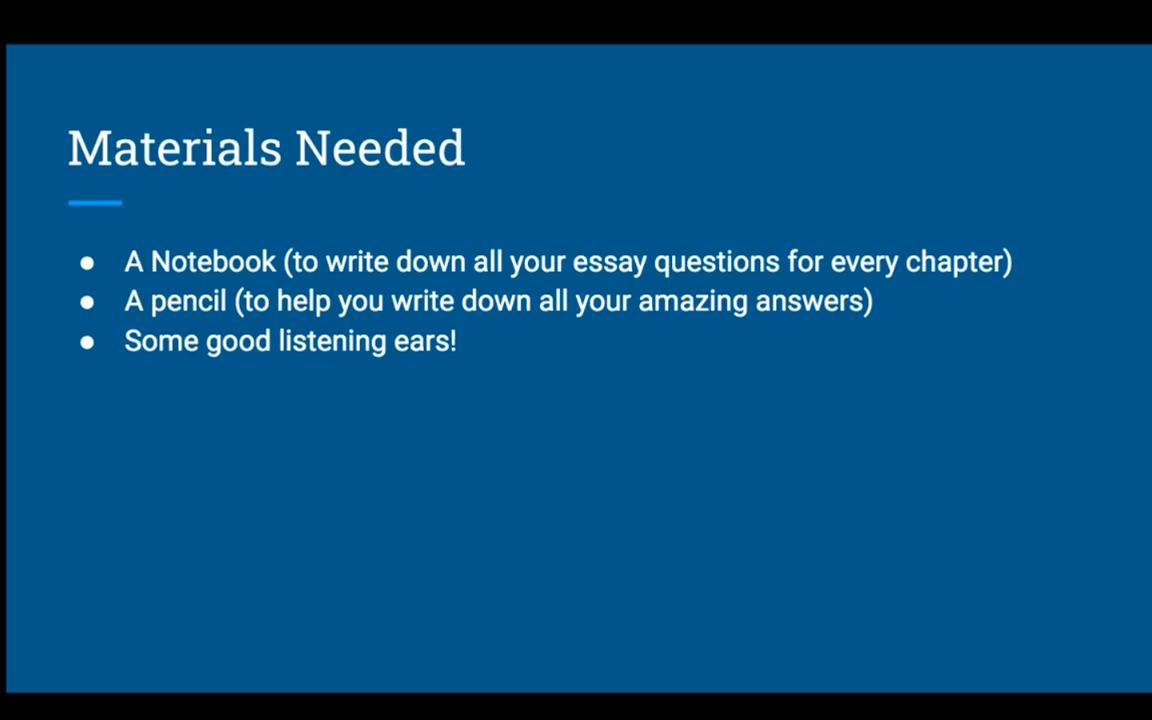 Materials Needed
● A Notebook (to write down all your essay questions for every chapter)
● A pencil (to help you write down all your amazing answers)
● Some good listening ears!